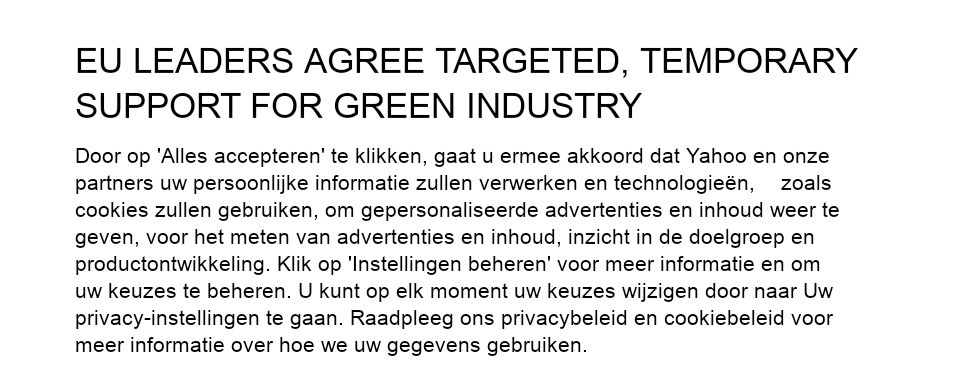 EU LEADERS AGREE TARGETED, TEMPORARY
SUPPORT FOR GREEN INDUSTRY
Door op 'Alles accepteren' te klikken, gaat u ermee akkoord dat Yahoo en onze
partners uw persoonlijke informatie zullen verwerken en technologieën, zoals
cookies zullen gebruiken, om gepersonaliseerde advertenties en inhoud weer te
geven, voor het meten van advertenties en inhoud, inzicht in de doelgroep en
productontwikkeling. Klik op 'Instellingen beheren' voor meer informatie en om
uw keuzes te beheren. U kunt op elk moment uw keuzes wijzigen door naar Uw
privacy-instellingen te gaan. Raadpleeg ons privacybeleid en cookiebeleid voor
meer informatie over hoe we uw gegevens gebruiken.